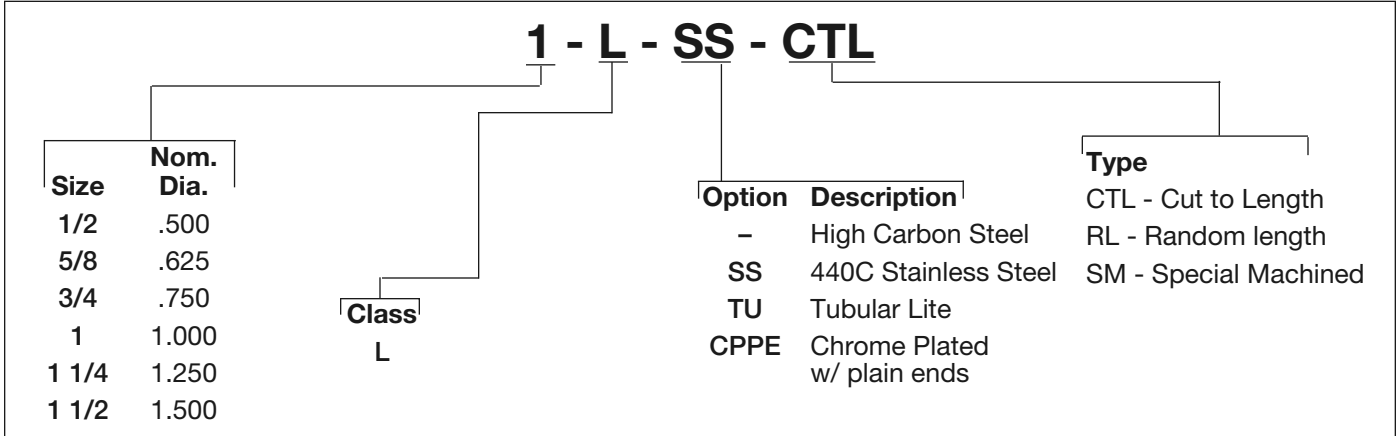 1 - L - SS - CTL
Nom.
Size Dia.
1/2 .500
5/8 .625
3/4 .750
1 1.000
1 1/4 1.250
1 1/2 1.500
Class
L
Option Description
– High Carbon Steel
SS 440C Stainless Steel
TU Tubular Lite
CPPE Chrome Plated
w/ plain ends
Type
CTL - Cut to Length
RL - Random length
SM - Special Machined